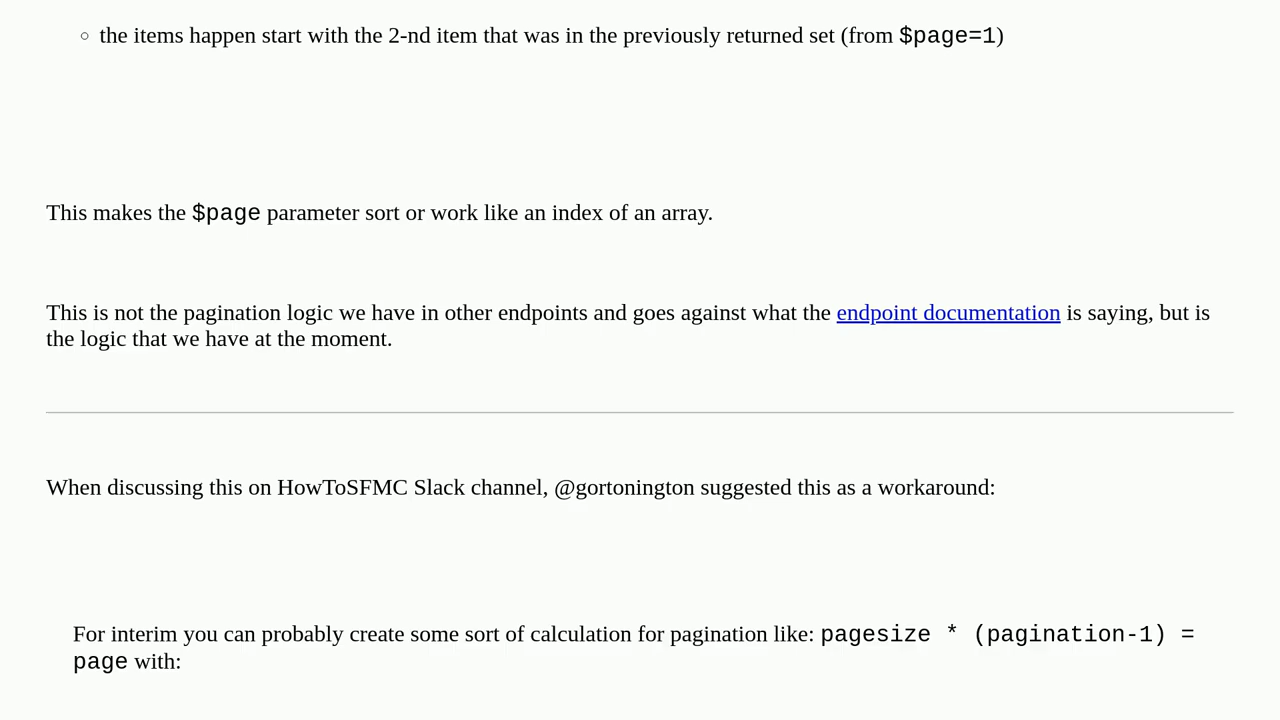 the items happen start with the 2-nd item that was in the previously returned set (from $page=1)
This makes the $page parameter sort or work like an index of an array.
This is not the pagination logic we have in other endpoints and goes against what the endpoint documentation is saying, but is
the logic that we have at the moment.
When discussing this on HowToSFMC Slack channel, @gortonington suggested this as a workaround:
For interim you can probably create some sort of calculation for pagination like: pagesize * (pagination-1) =
page with: